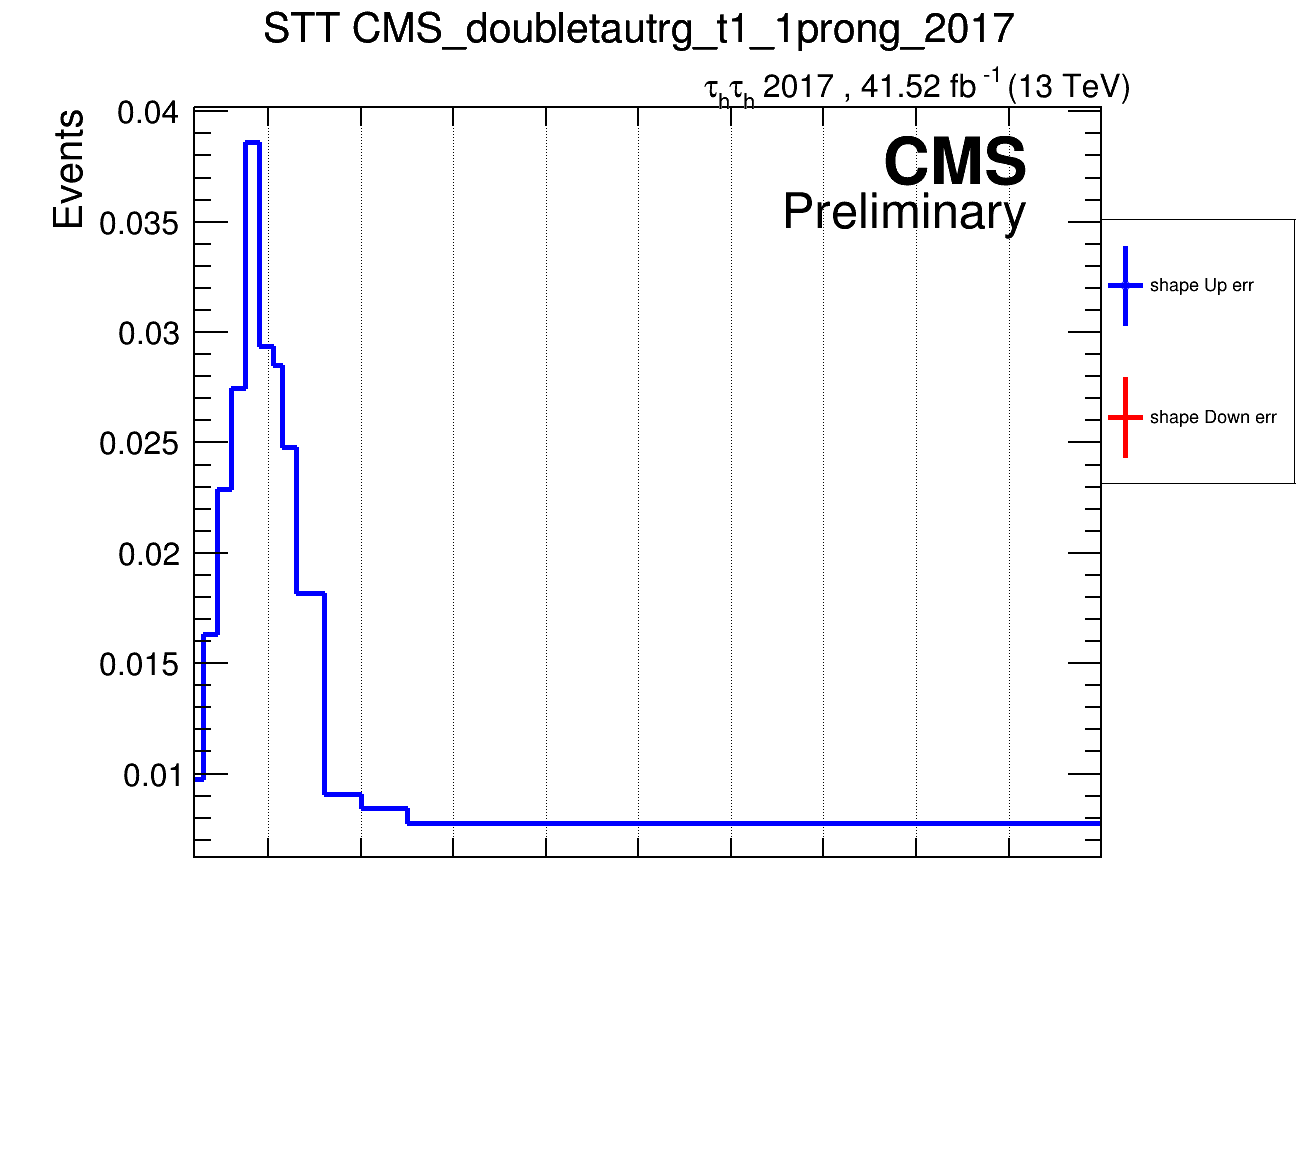 STT CMS_doubletautrg_t1_1prong_2017
τhτh 2017 , 41.52 fb -1 (13 TeV)
Events
CMS
Preliminary
0.04
0.035
0.03
0.025
0.02
0.015
0.01
shape Up err
shape Down err